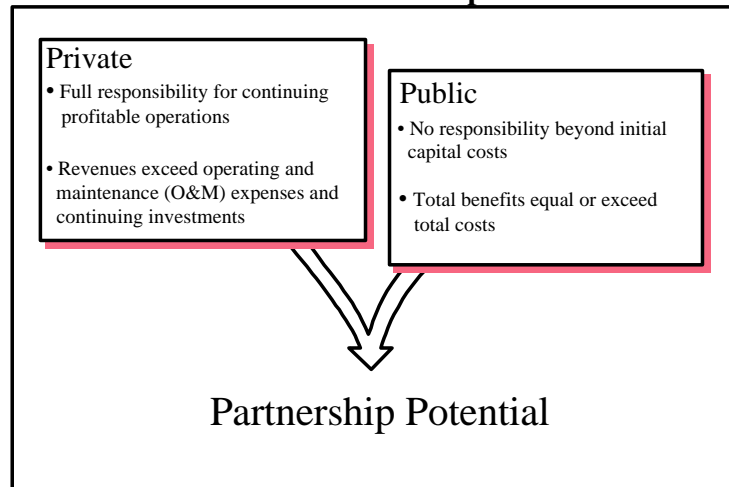 Private
• Full responsibility for continuing
profitable operations
• Revenues exceed operating and
maintenance (O&M) expenses and
continuing investments
Public
• No responsibility beyond initial
capital costs
• Total benefits equal or exceed
total costs
Partnership Potential